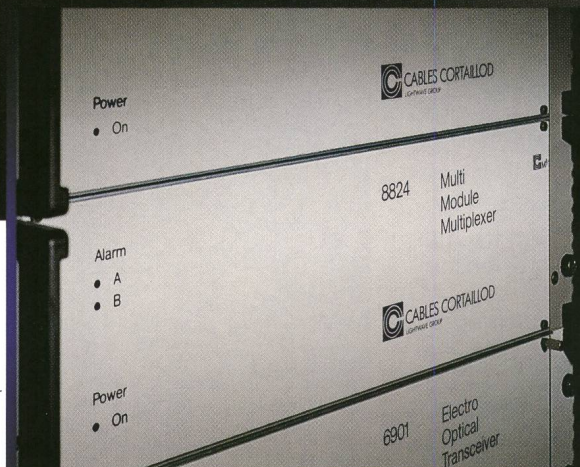 Power
On
CABLES CORTAILLOD
LIGHTWAVE GROUP
8824
Multi
Module
Multiplexer
Alarm
A
B
CABLES CORTAILLOD
LIGHTWAVE GROUP
Power
On
6901
Electro
Optical
Transceiver